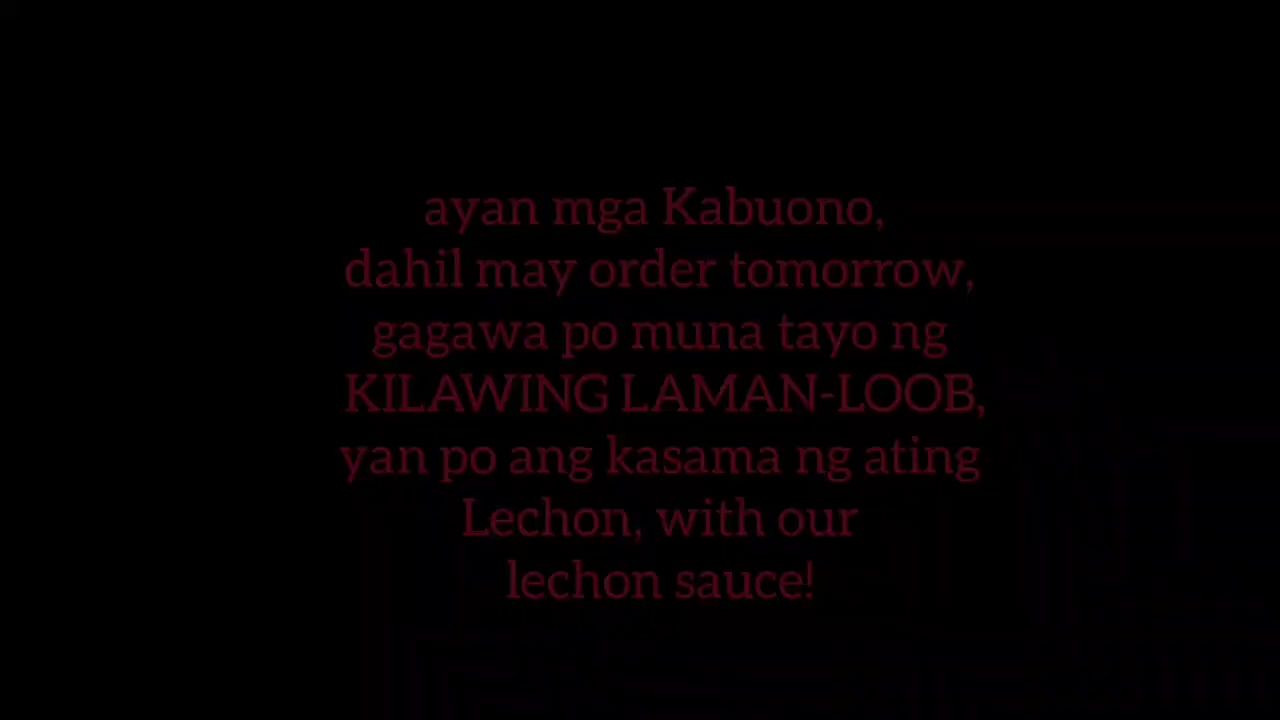 ayan mga Kabuono,
dahil may order tomorrow,
gagawa po muna tayo ng
KILAWING LAMAN-LOOB,
yan po ang kasama ng ating
Lechon, with our
lechon sauce!